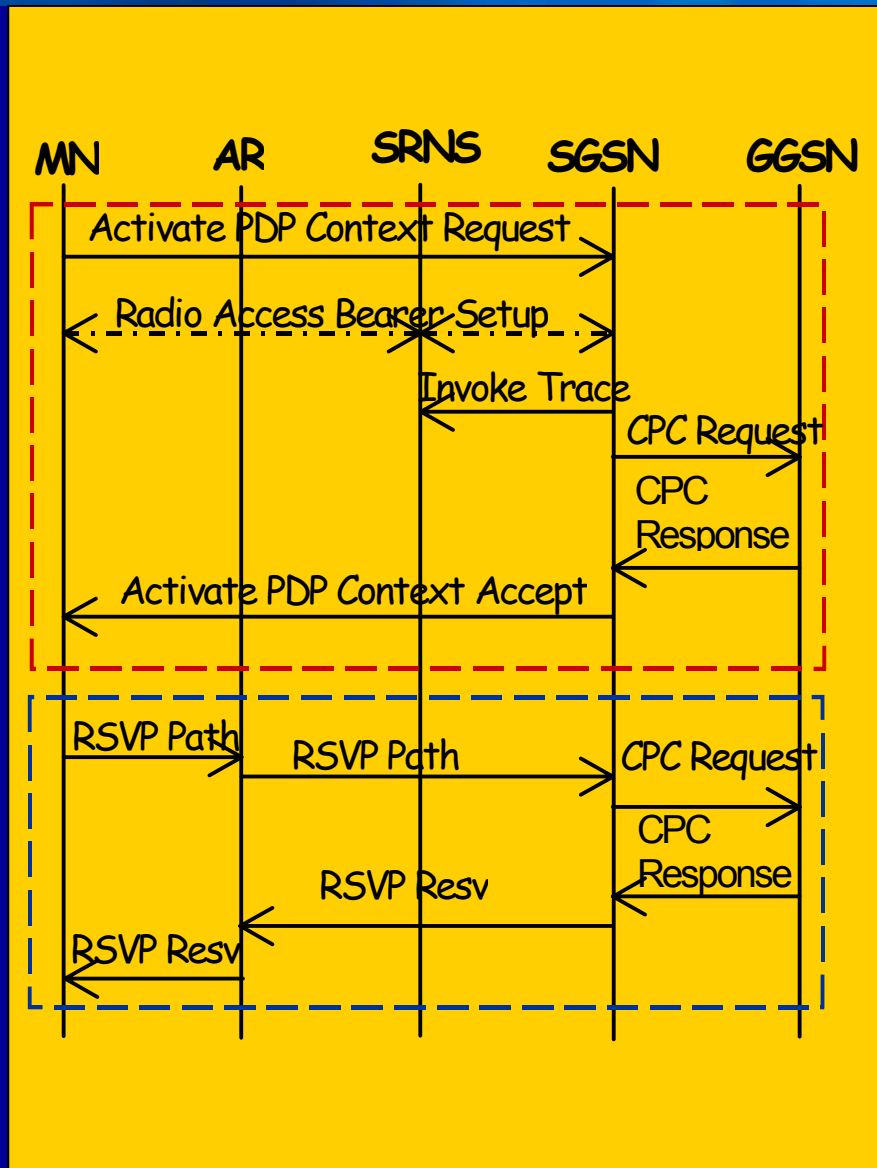 MN AR SRNS SGSN GGSN
Activate PDP Context Request
Radio Access Bearer Setup
Invoke Trace
CPC Request
CPC
Response
Activate PDP Context Accept
RSVP Path
RSVP Path
CPC Request
CPC
Response
RSVP Resv
RSVP Resv